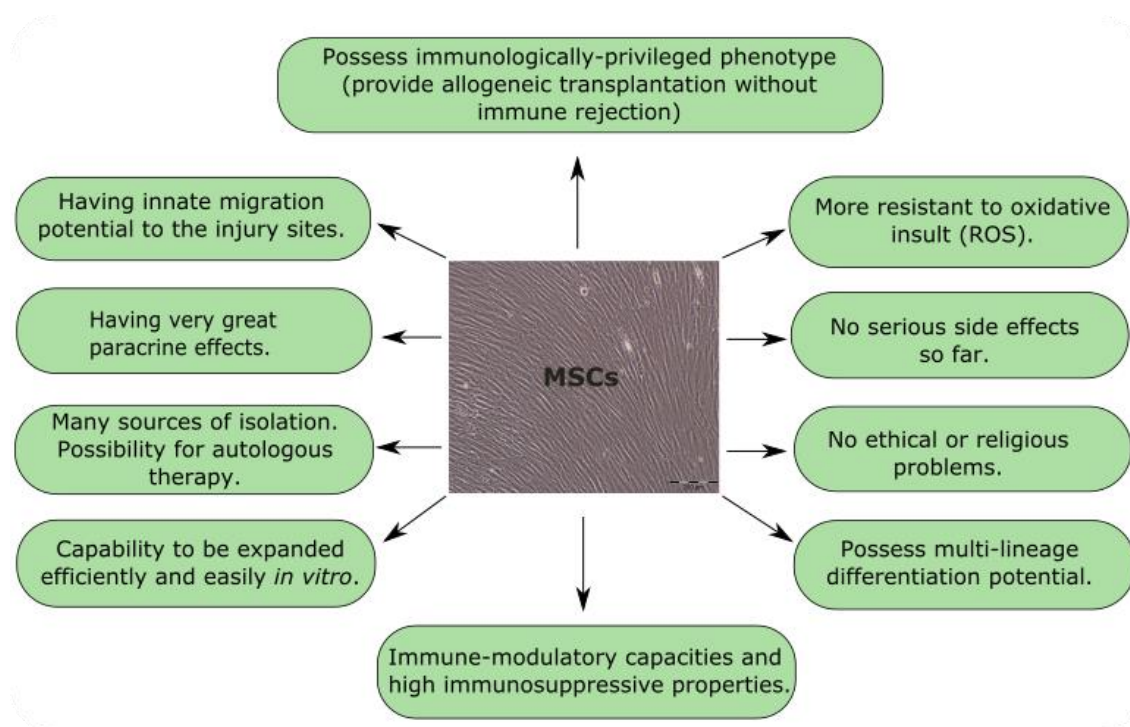 Possess immunologically-privileged phenotype
(provide allogeneic transplantation without
immune rejection)
Having innate migration
potential to the injury sites.
More resistant to oxidative
insult (ROS).
Having very great
paracrine effects.
No serious side effects
so far.
MSCs
Many sources of isolation.
Possibility for autologous
therapy.
No ethical or religious
problems.
Capability to be expanded
efficiently and easily in vitro.
Possess multi-lineage
differentiation potential.
Immune-modulatory capacities and
high immunosuppressive properties.